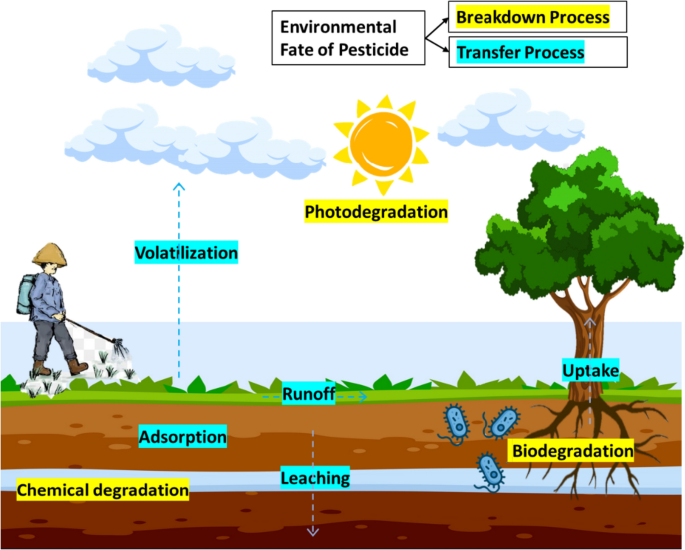 Environmental
Fate of Pesticide
Breakdown Process
Transfer Process
Photodegradation
Volatilization
Uptake
Runoff
Adsorption
Biodegradation
Leaching
Chemical degradation